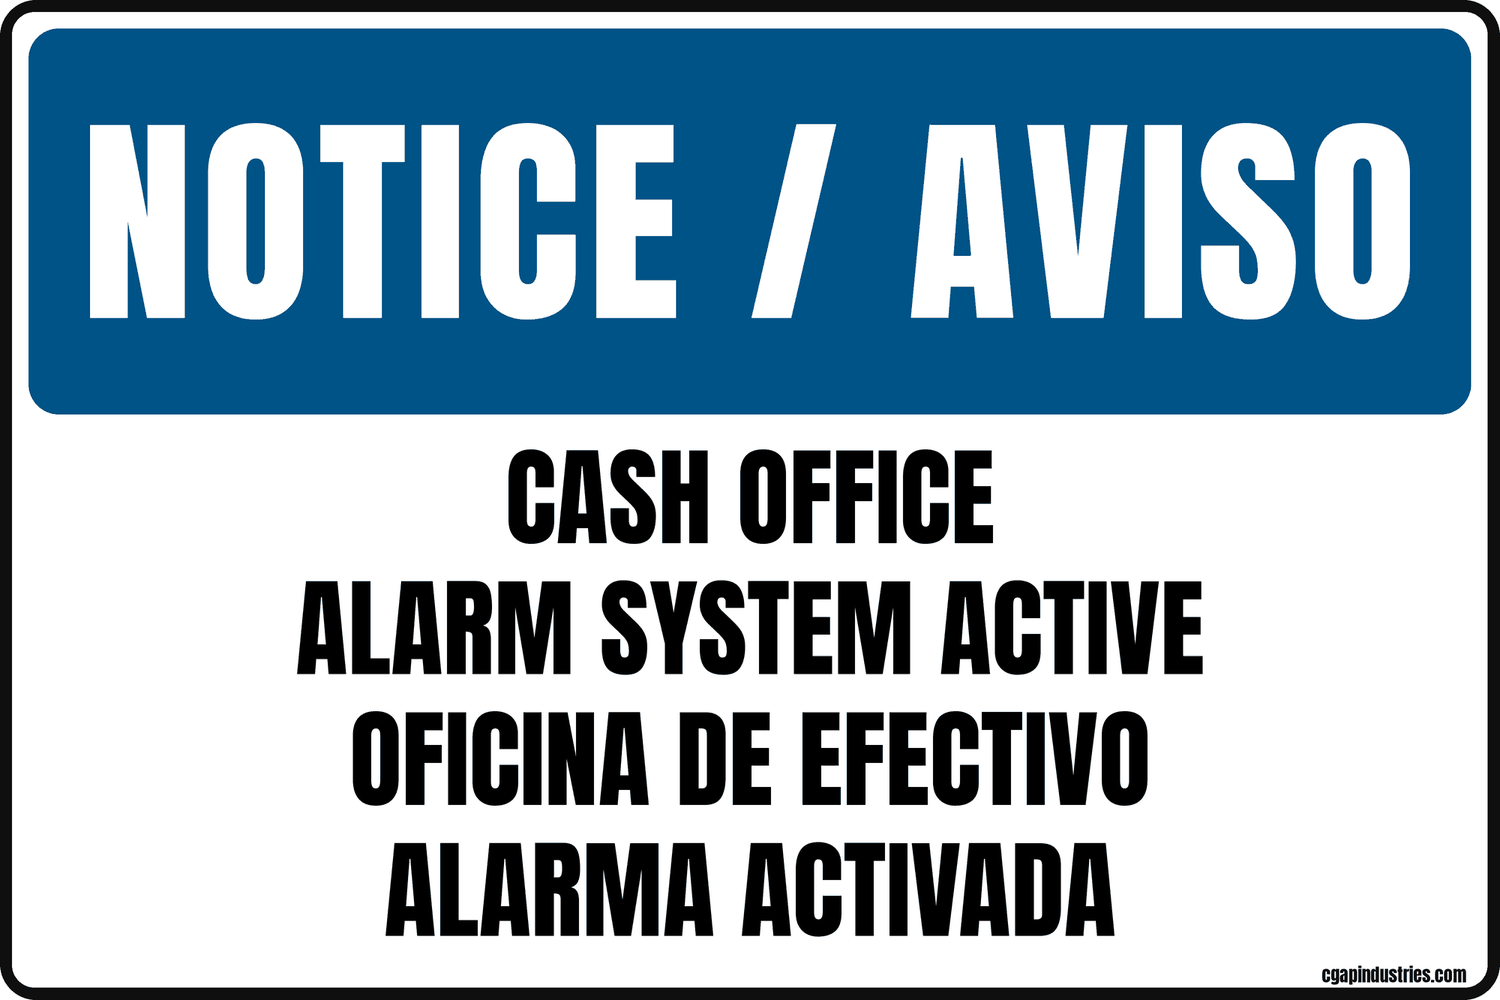 NOTICE / AVISO
CASH OFFICE
ALARM SYSTEM ACTIVE
OFICINA DE EFECTIVO
ALARMA ACTIVADA
cgapindustries.com